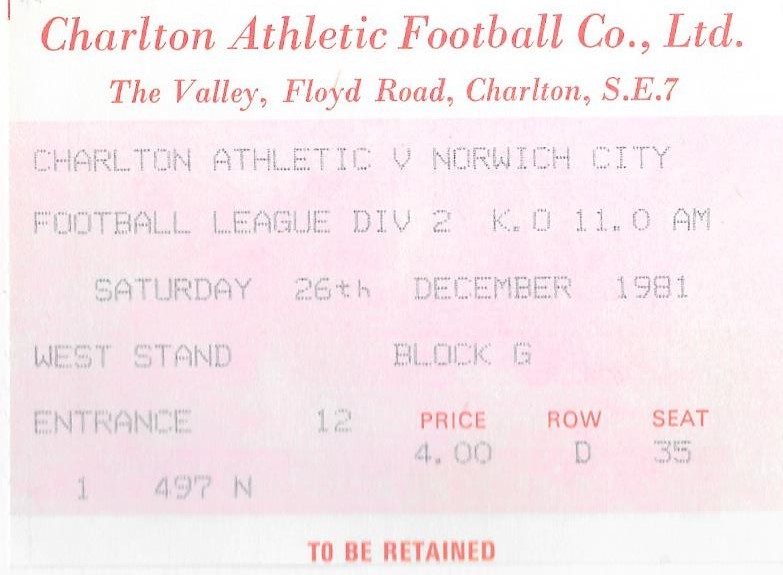 Charlton Athletic Football Co., Ltd.
The Valley, Floyd Road, Charlton, S.E.7
CHARLTON ATHLETIC V NORWICH CITY
FOOTBALL LEAGUE DIV 2 K.O 11.0 AM
SATURDAY 26th DECEMBER 1981
WEST STAND BLOCK G
ENTRANCE 12 PRICE ROW SEAT
4.00 D 35
1 497 N
TO BE RETAINED